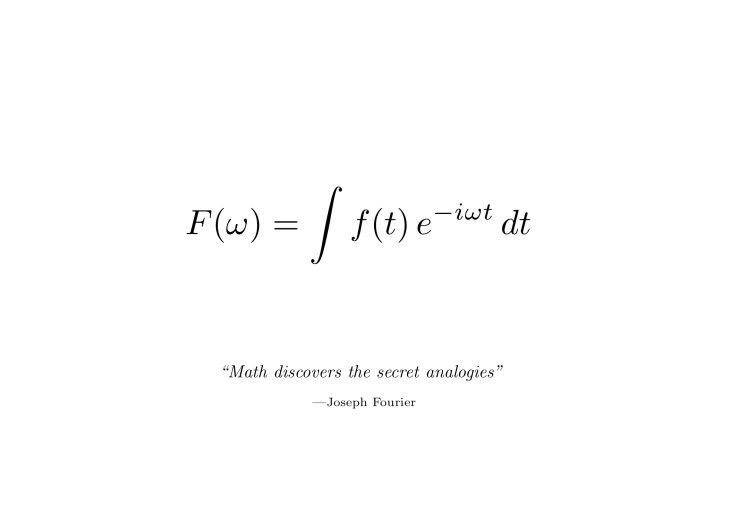 F(ω) = ∫ f(t) e^{−iωt} dt
“Math discovers the secret analogies”
—Joseph Fourier